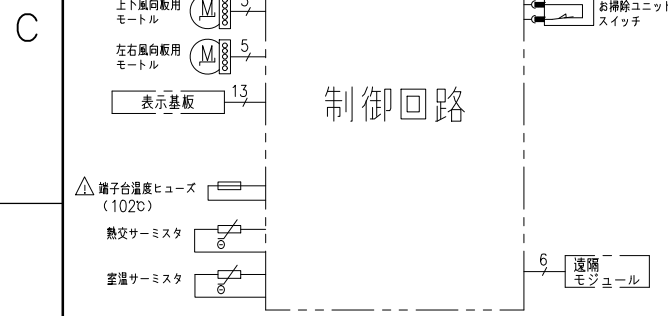 C
上下風向板用
モートル
M
5
左右風向板用
モートル
M
5
表示基板
13
制御回路
お掃除ユニット
スイッチ
端子台温度ヒューズ
(102℃)
熱交サーミスタ
θ
室温サーミスタ
θ
6
遠隔
モジュール